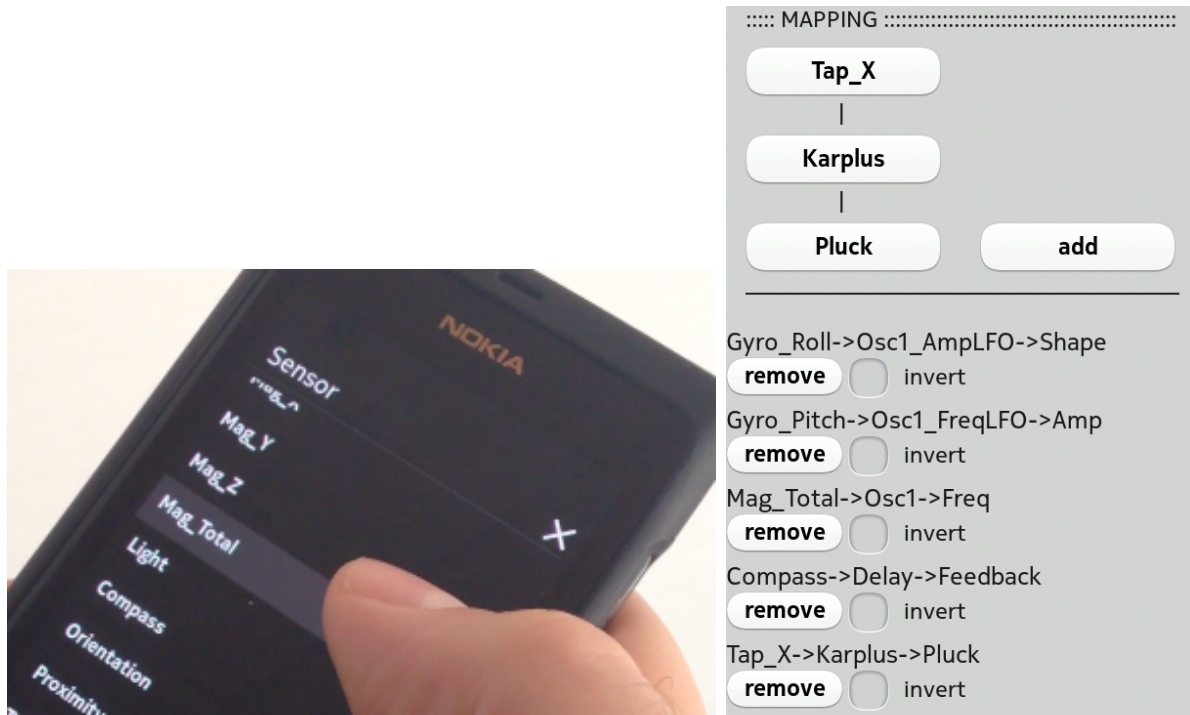 NOKIA
Sensor
Mag_Y
Mag_Z
Mag_Total
Light
Compass
Orientation
Proximity
::::: MAPPING ::::::::::::::::::::::::::::::::::::::::::::::::::::
Tap_X
|
Karplus
|
Pluck add
Gyro_Roll->Osc1_AmpLFO->Shape
remove invert
Gyro_Pitch->Osc1_FreqLFO->Amp
remove invert
Mag_Total->Osc1->Freq
remove invert
Compass->Delay->Feedback
remove invert
Tap_X->Karplus->Pluck
remove invert